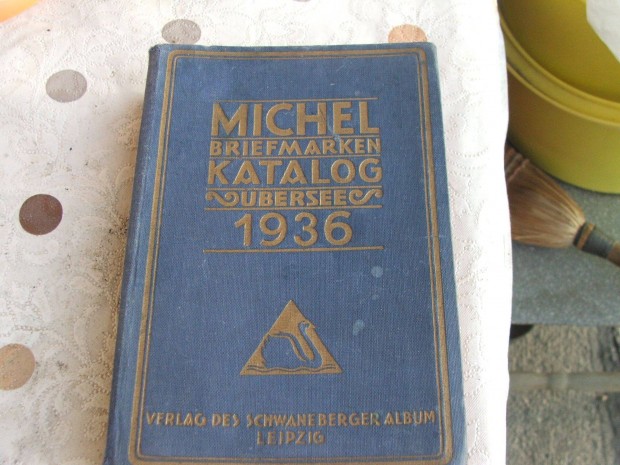 MICHEL
BRIEFMARKEN
KATALOG
ÜBERSEE
1936
VERLAG DES SCHWANEBERGER ALBUM
LEIPZIG